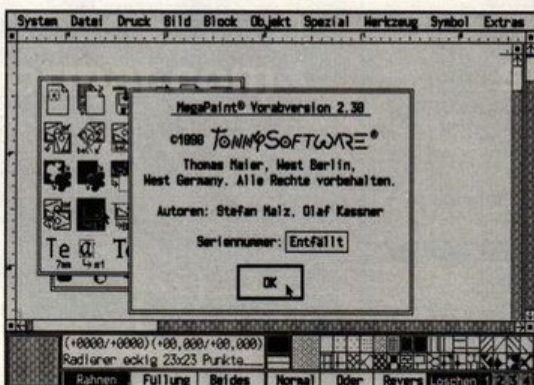 System Datei Druck Bild Block Objekt Spezial Werkzeug Symbol Extras
MegaPaint® Vorabversion 2.30
©1990 TOMMYSOFTWARE®
Thomas Maier, West Berlin,
West Germany. Alle Rechte vorbehalten.
Autoren: Stefan Malz, Olaf Kassner
Seriennummer: Entfällt
OK
Te @
7mm
(+0000/+0000)(+00,000/+00,000)
Radierer eckig 23x23 Punkte
Rahmen Füllung Beides Normal Oder Revers Löschen